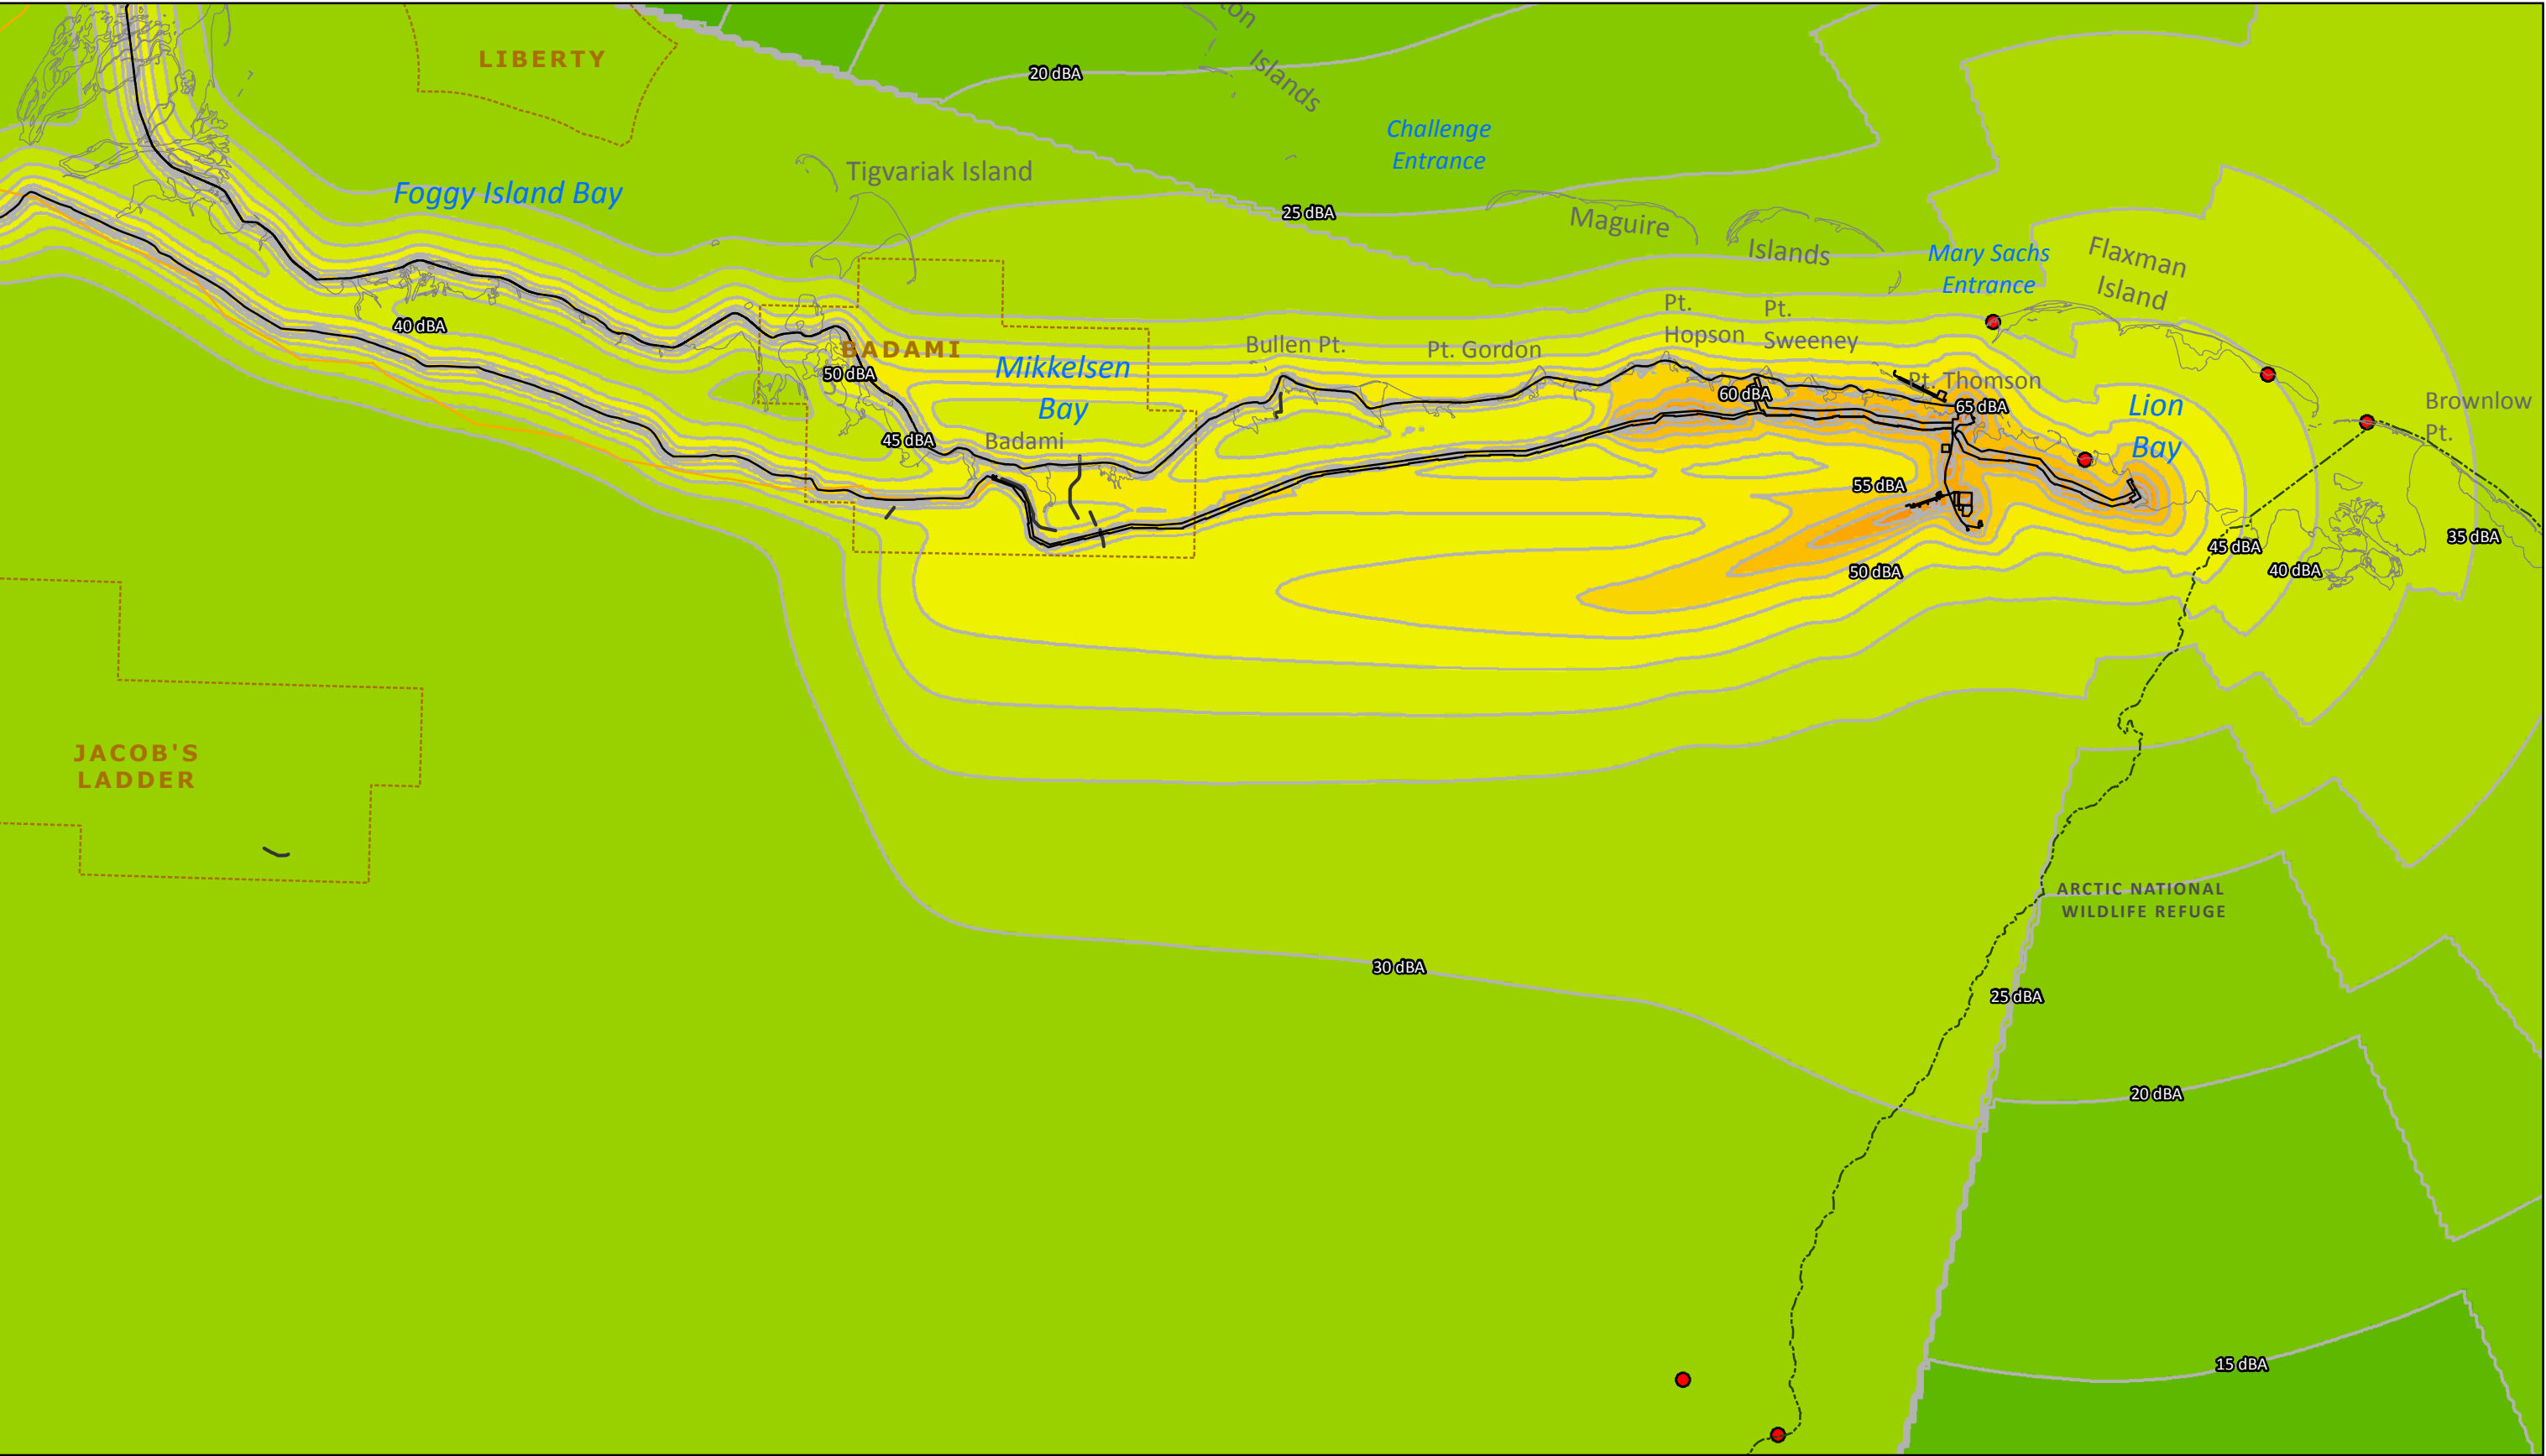 ton
Islands
LIBERTY
20 dBA
Challenge
Entrance
Tigvariak Island
Foggy Island Bay
25 dBA
Maguire
Islands
Mary Sachs
Entrance
Flaxman
Island
Pt.
Hopson
Pt.
Sweeney
40 dBA
BADAMI
Bullen Pt.
Pt. Gordon
50 dBA
Mikkelsen
Bay
Pt. Thomson
60 dBA
65 dBA
Lion
Bay
Brownlow
Pt.
45 dBA
Badami
55 dBA
50 dBA
45 dBA
40 dBA
35 dBA
JACOB'S
LADDER
ARCTIC NATIONAL
WILDLIFE REFUGE
30 dBA
25 dBA
20 dBA
15 dBA